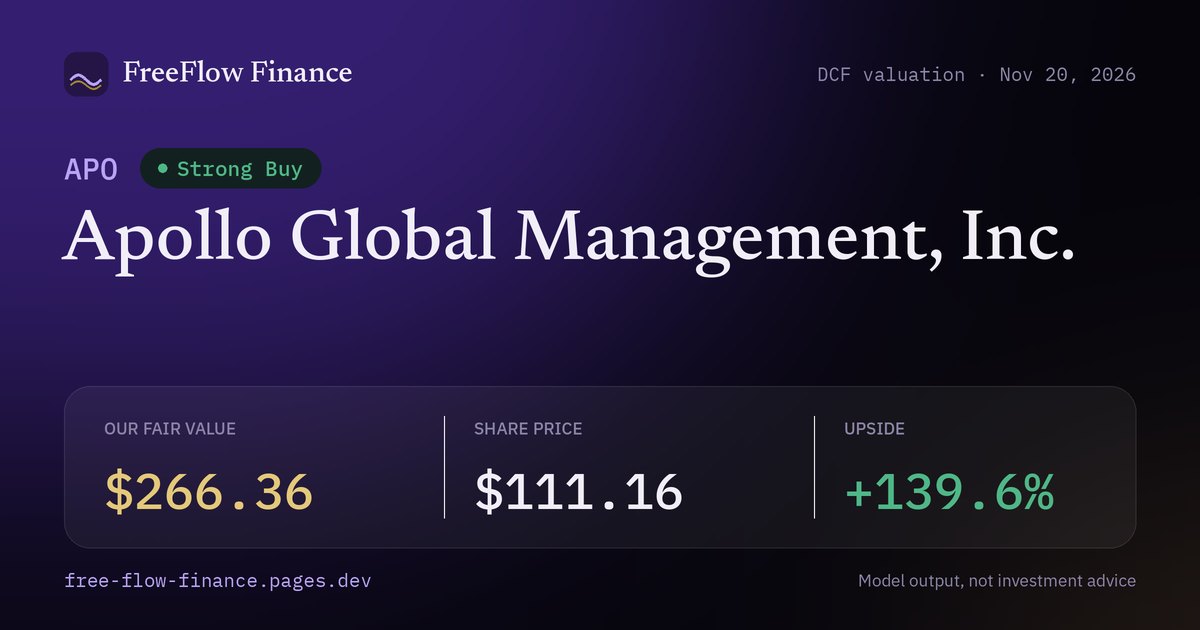 FreeFlow Finance
DCF valuation · Nov 20, 2026
APO
Strong Buy
Apollo Global Management, Inc.
OUR FAIR VALUE
$266.36
SHARE PRICE
$111.16
UPSIDE
+139.6%
free-flow-finance.pages.dev
Model output, not investment advice